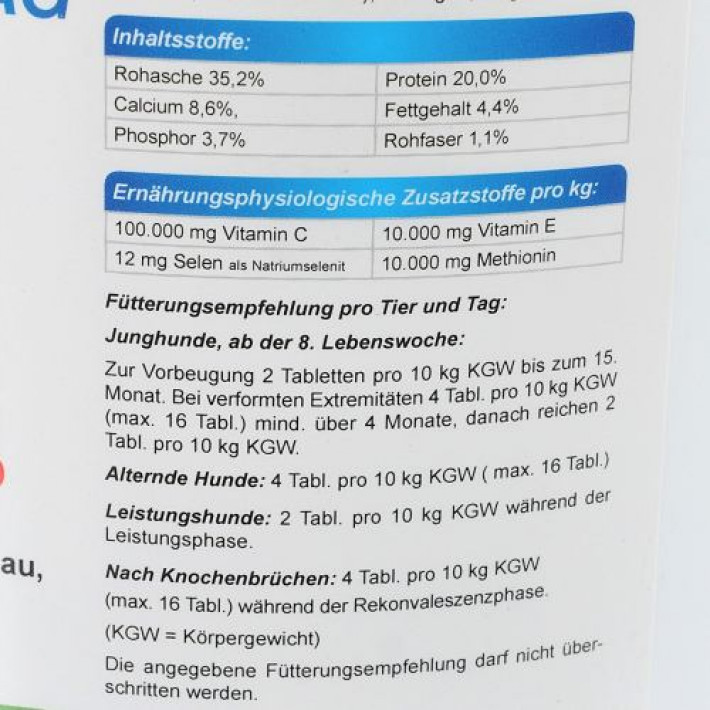 Inhaltsstoffe:
Rohasche 35,2% Protein 20,0%
Calcium 8,6%, Fettgehalt 4,4%
Phosphor 3,7% Rohfaser 1,1%
Ernährungsphysiologische Zusatzstoffe pro kg:
100.000 mg Vitamin C 10.000 mg Vitamin E
12 mg Selen als Natriumselenit 10.000 mg Methionin
Fütterungsempfehlung pro Tier und Tag:
Junghunde, ab der 8. Lebenswoche:
Zur Vorbeugung 2 Tabletten pro 10 kg KGW bis zum 15.
Monat. Bei verformten Extremitäten 4 Tabl. pro 10 kg KGW
(max. 16 Tabl.) mind. über 4 Monate, danach reichen 2
Tabl. pro 10 kg KGW.
Alternde Hunde: 4 Tabl. pro 10 kg KGW ( max. 16 Tabl.)
Leistungshunde: 2 Tabl. pro 10 kg KGW während der
Leistungsphase.
au,
Nach Knochenbrüchen: 4 Tabl. pro 10 kg KGW
(max. 16 Tabl.) während der Rekonvaleszenzphase.
(KGW = Körpergewicht)
Die angegebene Fütterungsempfehlung darf nicht über-
schritten werden.